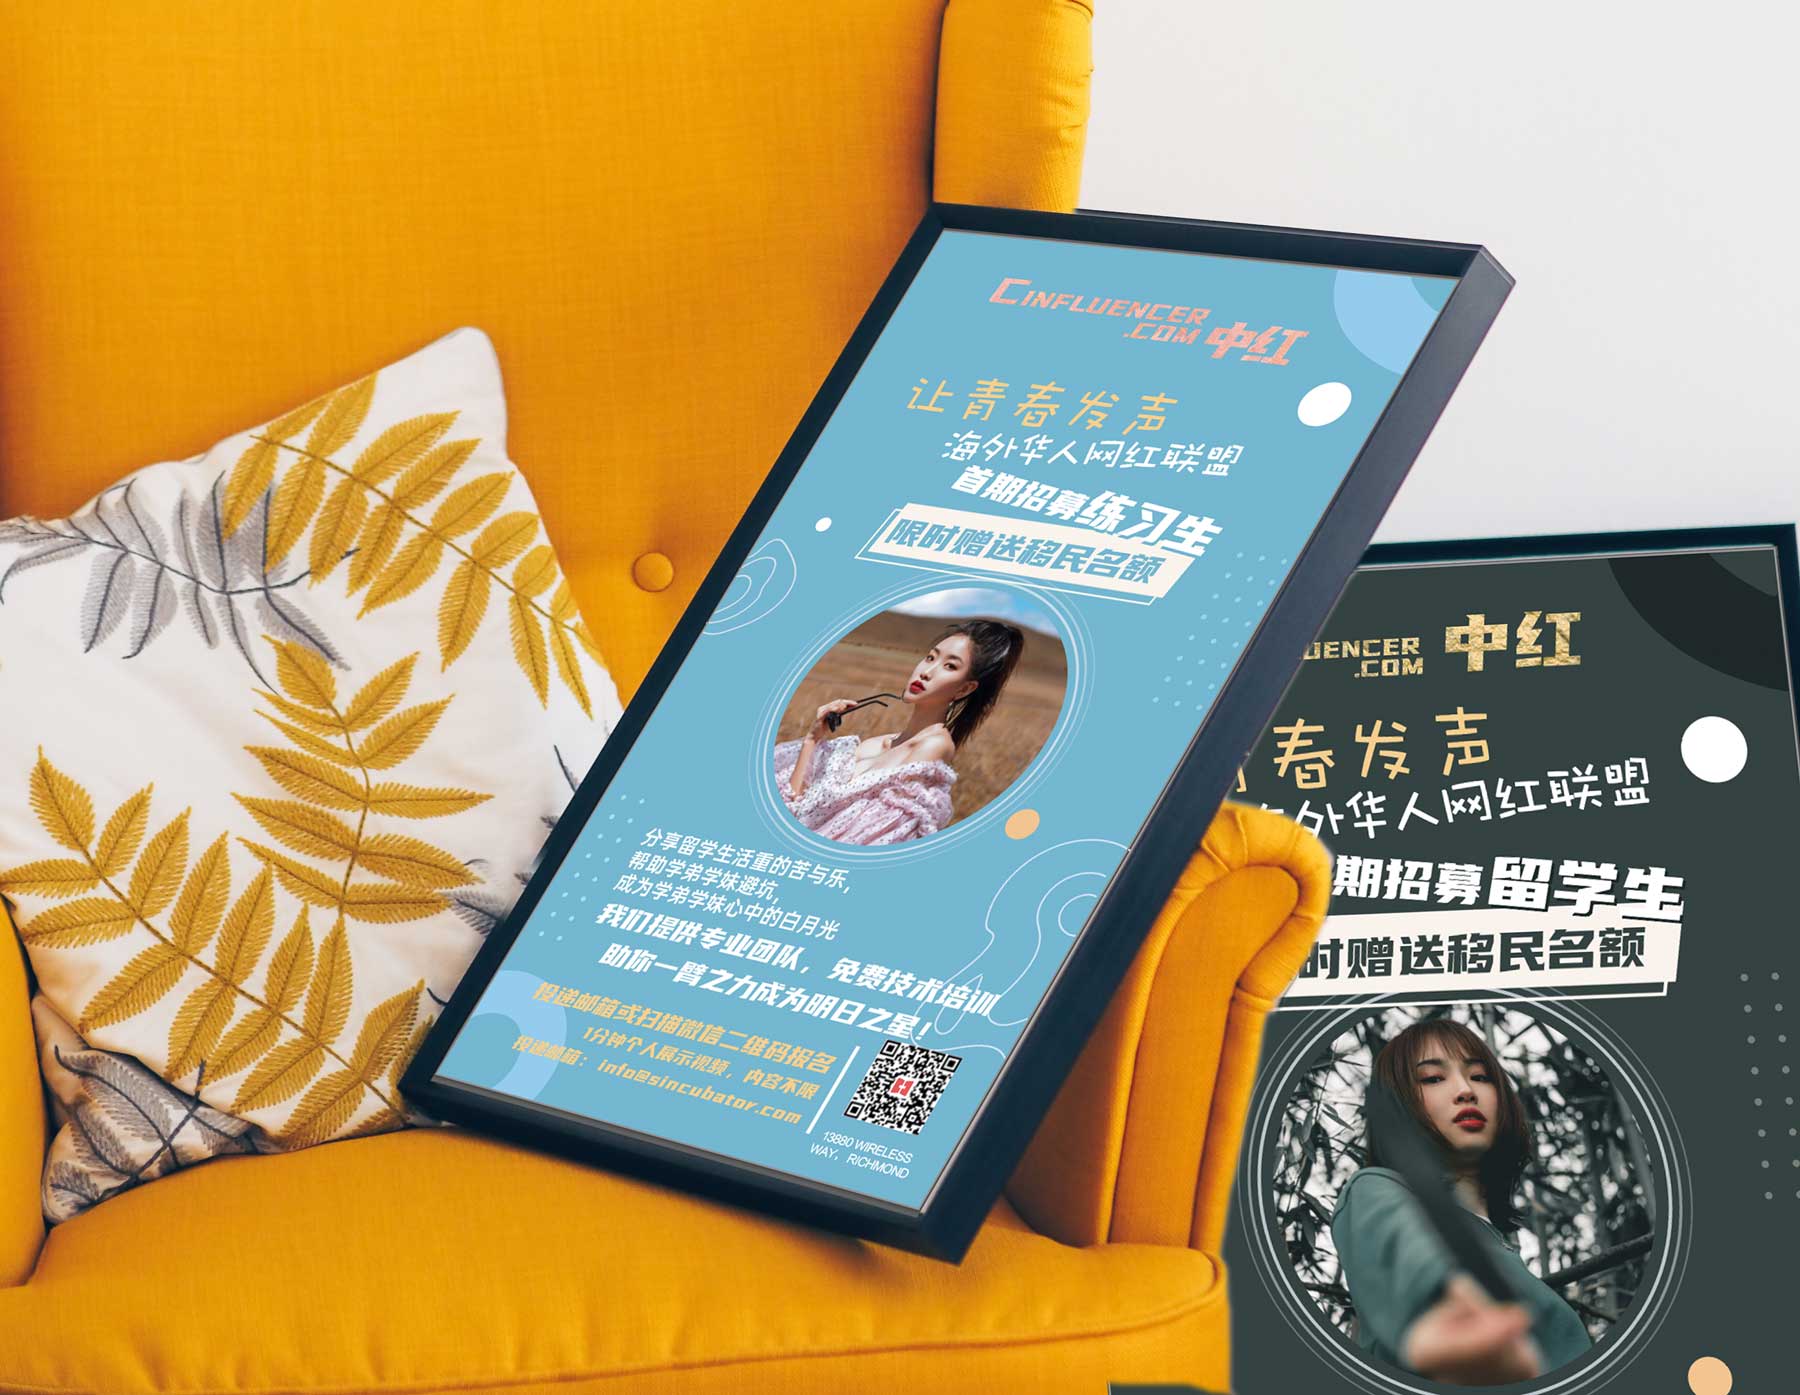 CINFLUENCER
.COM 中红
让青春发声
海外华人网红联盟
首期招募练习生
限时赠送移民名额
分享留学生活重的苦与乐,
帮助学弟学妹避坑,
成为学弟学妹心中的白月光
我们提供专业团队，免费技术培训
助你一臂之力成为明日之星！
投递邮箱或扫描微信二维码报名
1分钟个人展示视频，内容不限
投递邮箱：info@sincubator.com
13880 WIRELESS
WAY, RICHMOND
UENCER
.COM 中红
春发声
外华人网红联盟
期招募留学生
时赠送移民名额